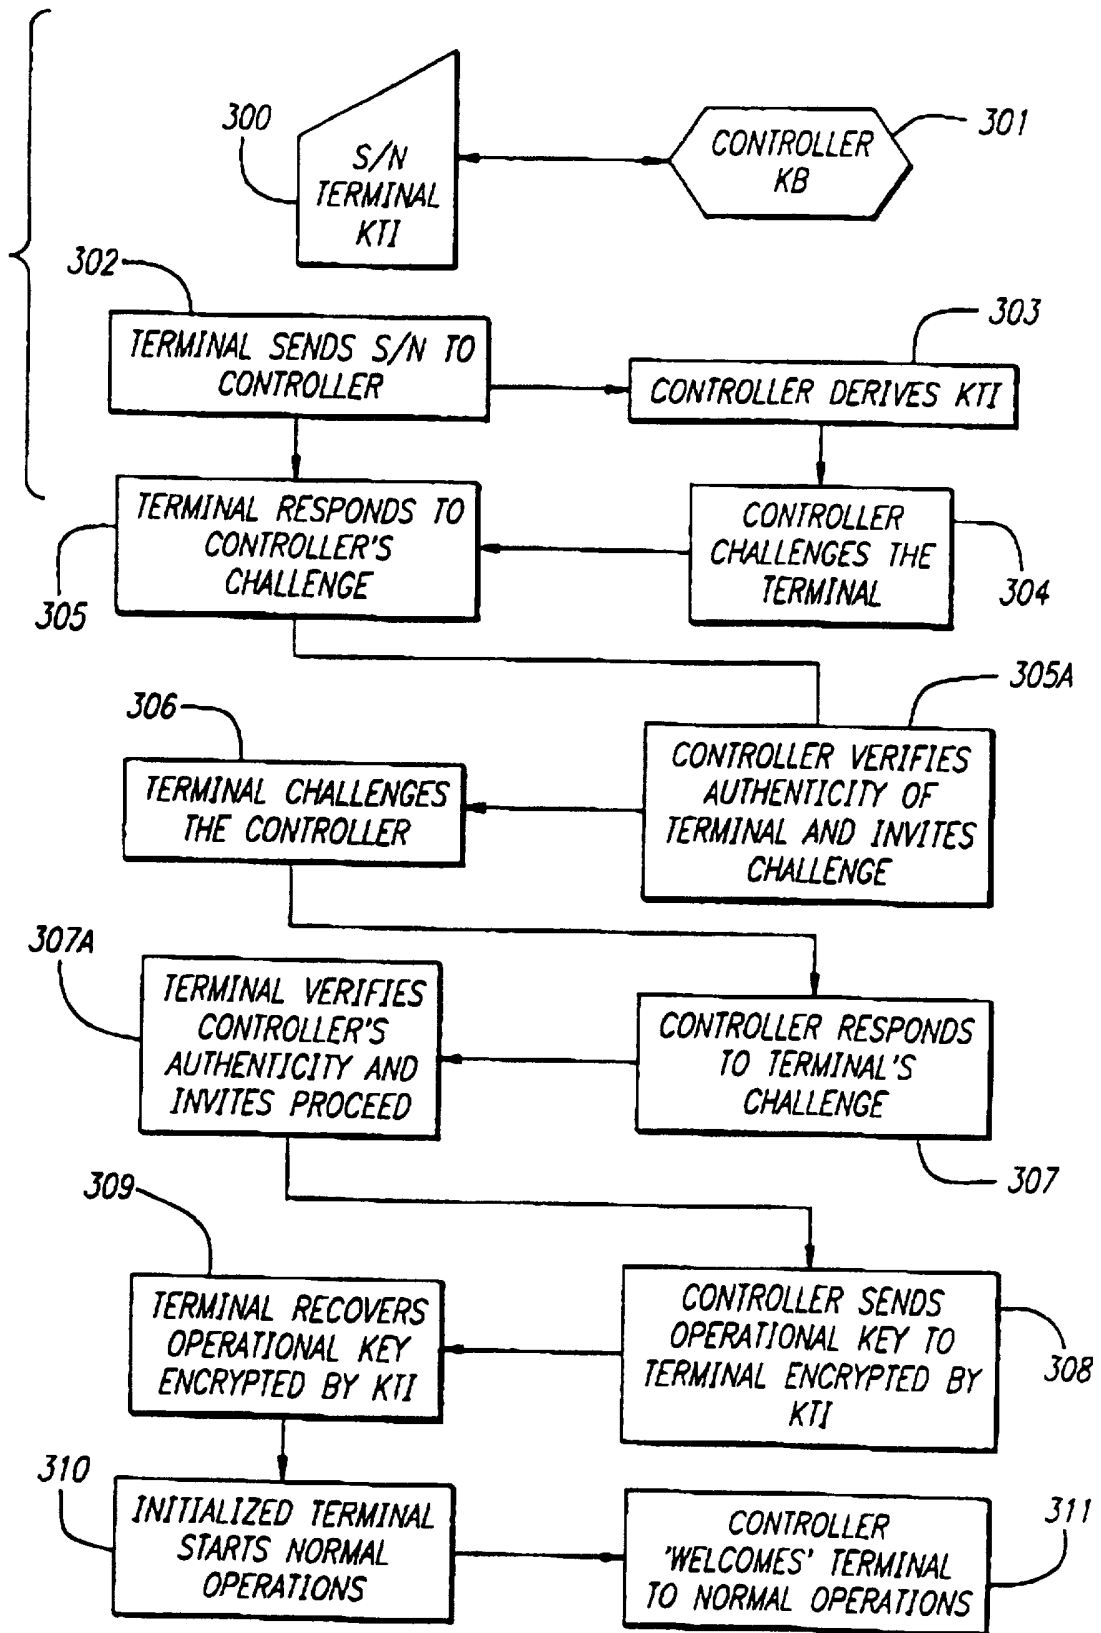 300
S/N
TERMINAL
KTI
CONTROLLER
KB
301
302
TERMINAL SENDS S/N TO
CONTROLLER
303
CONTROLLER DERIVES KTI
TERMINAL RESPONDS TO
CONTROLLER'S
CHALLENGE
305
CONTROLLER
CHALLENGES THE
TERMINAL
304
305A
306
TERMINAL CHALLENGES
THE CONTROLLER
CONTROLLER VERIFIES
AUTHENTICITY OF
TERMINAL AND INVITES
CHALLENGE
307A
TERMINAL VERIFIES
CONTROLLER'S
AUTHENTICITY AND
INVITES PROCEED
CONTROLLER RESPONDS
TO TERMINAL'S
CHALLENGE
307
309
TERMINAL RECOVERS
OPERATIONAL KEY
ENCRYPTED BY KTI
CONTROLLER SENDS
OPERATIONAL KEY TO
TERMINAL ENCRYPTED BY
KTI
308
310
INITIALIZED TERMINAL
STARTS NORMAL
OPERATIONS
CONTROLLER
'WELCOMES' TERMINAL
TO NORMAL OPERATIONS
311